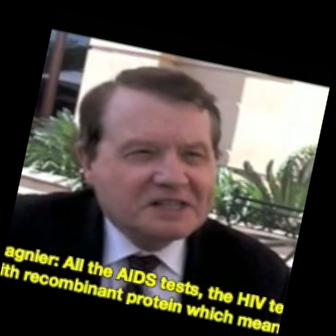 agnier: All the AIDS tests, the HIV te
ith recombinant protein which mean